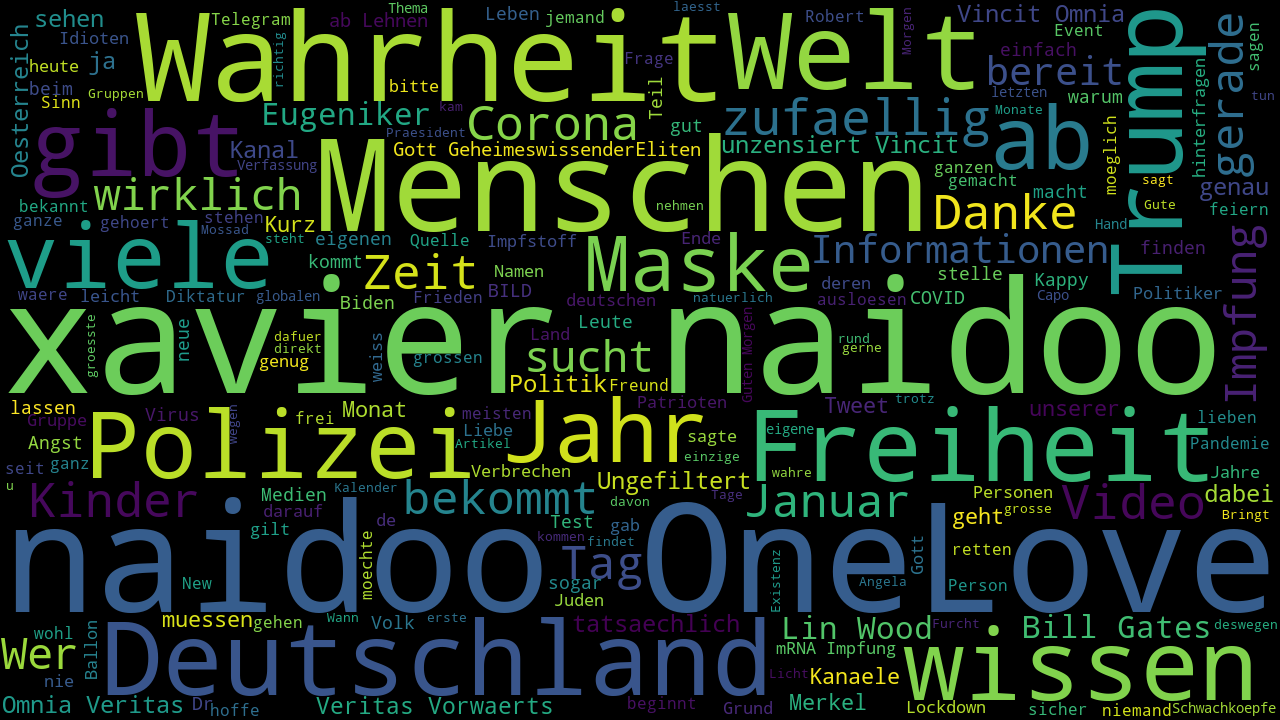 sehen Telegram ab Lehnen Thema Leben jemand laesst Robert Morgen Vincit Omnia
Idioten Wahrheit Welt Event
heute ja richtig Frage einfach sagen
Oesterreich beim Gruppen bitte Teil bereit Trump gerade
Sinn Eugeniker kam letzten warum tun
gibt Corona gut zufaellig Monate ab hinterfragen
Kanal Praesident Menschen unzensiert Vincit moeglich
Verfassung Gott GeheimeswissenderEliten ganzen
wirklich gemacht macht sagt genau
bekannt nehmen Danke Gute feiern
ganze gehoert stehen Kurz Hand
viele Mossad steht eigenen Quelle Impfstoff Ende Maske Informationen finden Impfung
kommt Zeit Namen deren stelle Kappy
waere leicht Diktatur globalen Biden Frieden BILD deutschen natuerlich ausloesen COVID Capo Politiker
xavier naidoo
groesste neue dafuer weiss Land Leute Guten Morgen rund
direkt genug grossen sucht gerne
lassen Politik Freund
Gruppe Virus wegen frei Monat meisten Jahr Patrioten Tweet trotz unserer lieben
Angst Polizei Liebe sagte Freiheit eigene Pandemie
Artikel einzige
seit ganz Verbrechen wahre Jahre
u Kinder Medien Kalender bekommt Ungefiltert Januar Personen Video dabei
darauf davon Tage grosse Bringt
gilt de Test gab geht
naidoo moechte kommen findet Tag OneLove Gott retten
New sogar Existenz Angela Person
Juden
muessen gehen Wann Volk erste tatsaechlich Lin Wood Furcht Bill Gates deswegen
Wer wohl Ballon Deutschland mRNA Impfung wissen
nie Licht Kanaele
Omnia Veritas Dr hoffe Veritas Vorwaerts beginnt Grund Merkel Lockdown sicher niemand Schwachkoepfe